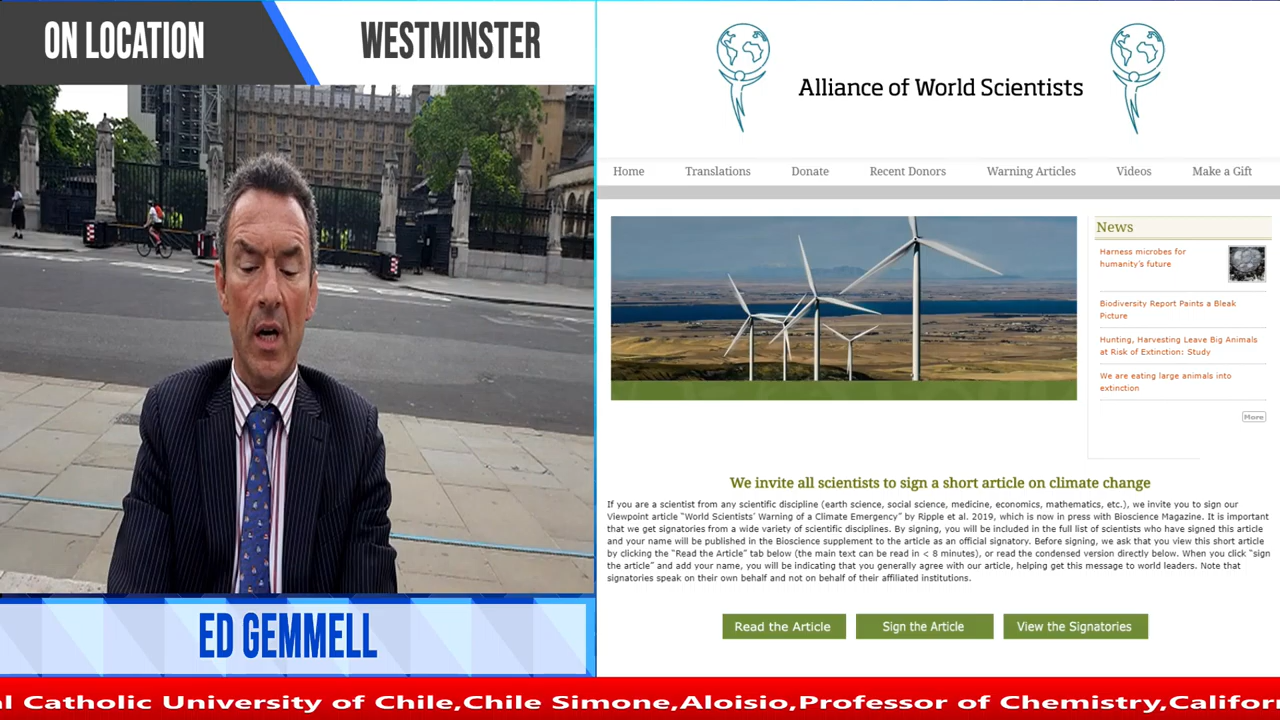 ON LOCATION
WESTMINSTER
ED GEMMELL
Alliance of World Scientists
Home Translations Donate Recent Donors Warning Articles Videos Make a Gift
News
Harness microbes for
humanity's future
Biodiversity Report Paints a Bleak
Picture
Hunting, Harvesting Leave Big Animals
at Risk of Extinction: Study
We are eating large animals into
extinction
More
We invite all scientists to sign a short article on climate change
If you are a scientist from any scientific discipline (earth science, social science, medicine, economics, mathematics, etc.), we invite you to sign our
Viewpoint article "World Scientists' Warning of a Climate Emergency" by Ripple et al. 2019, which is now in press with Bioscience Magazine. It is important
that we get signatories from a wide variety of scientific disciplines. By signing, you will be included in the full list of scientists who have signed this article
and your name will be published in the Bioscience supplement to the article as an official signatory. Before signing, we ask that you view this short article
by clicking the "Read the Article" tab below (the main text can be read in < 8 minutes), or read the condensed version directly below. When you click "sign
the article" and add your name, you will be indicating that you generally agree with our article, helping get this message to world leaders. Note that
signatories speak on their own behalf and not on behalf of their affiliated institutions.
Read the Article Sign the Article View the Signatories
al Catholic University of Chile,Chile Simone,Aloisio,Professor of Chemistry,Califor